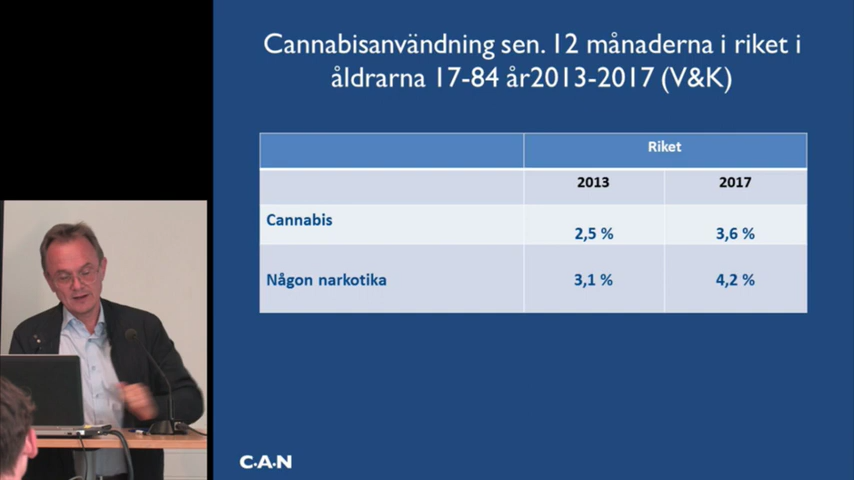 Cannabisanvändning sen. 12 månaderna i riket i
åldrarna 17-84 år2013-2017 (V&K)
Riket
2013 2017
Cannabis 2,5 % 3,6 %
Någon narkotika 3,1 % 4,2 %
C·A·N